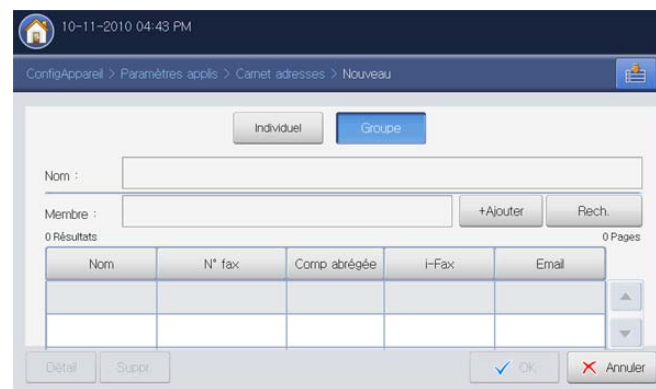 10-11-2010 04:43 PM
ConfigAppareil > Paramètres applis > Carnet adresses > Nouveau
Individuel Groupe
Nom :
Membre : +Ajouter Rech.
0 Résultats 0 Pages
Nom N° fax Comp abrégée i-Fax Email
Détail Suppr. OK Annuler